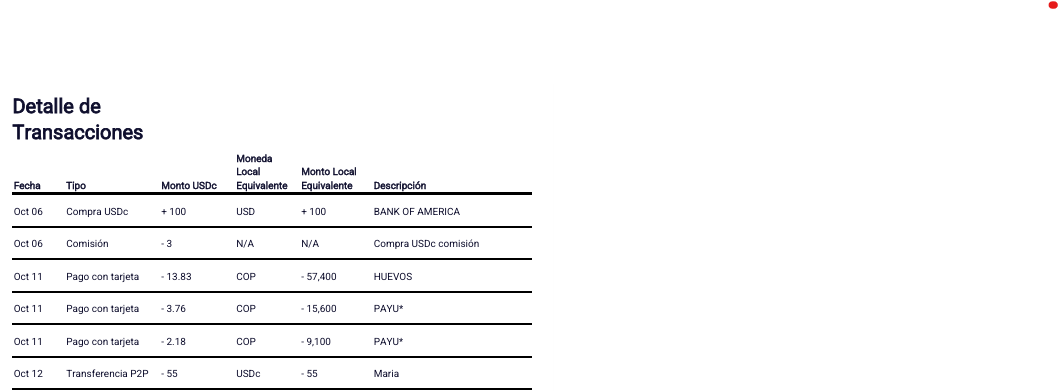 Detalle de
Transacciones
Moneda
Local Monto Local
Fecha Tipo Monto USDc Equivalente Equivalente Descripción
Oct 06 Compra USDc + 100 USD + 100 BANK OF AMERICA
Oct 06 Comisión - 3 N/A N/A Compra USDc comisión
Oct 11 Pago con tarjeta - 13.83 COP - 57,400 HUEVOS
Oct 11 Pago con tarjeta - 3.76 COP - 15,600 PAYU*
Oct 11 Pago con tarjeta - 2.18 COP - 9,100 PAYU*
Oct 12 Transferencia P2P - 55 USDc - 55 Maria